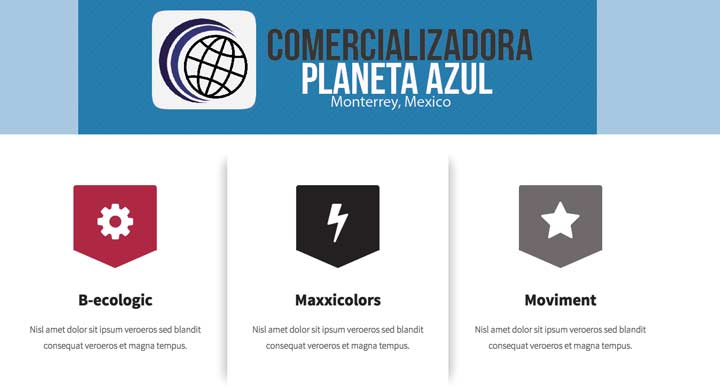 COMERCIALIZADORA
PLANETA AZUL
Monterrey, Mexico
B-ecologic
Nisl amet dolor sit ipsum veroeros sed blandit
consequat veroeros et magna tempus.
Maxxicolors
Nisl amet dolor sit ipsum veroeros sed blandit
consequat veroeros et magna tempus.
Moviment
Nisl amet dolor sit ipsum veroeros sed blandit
consequat veroeros et magna tempus.